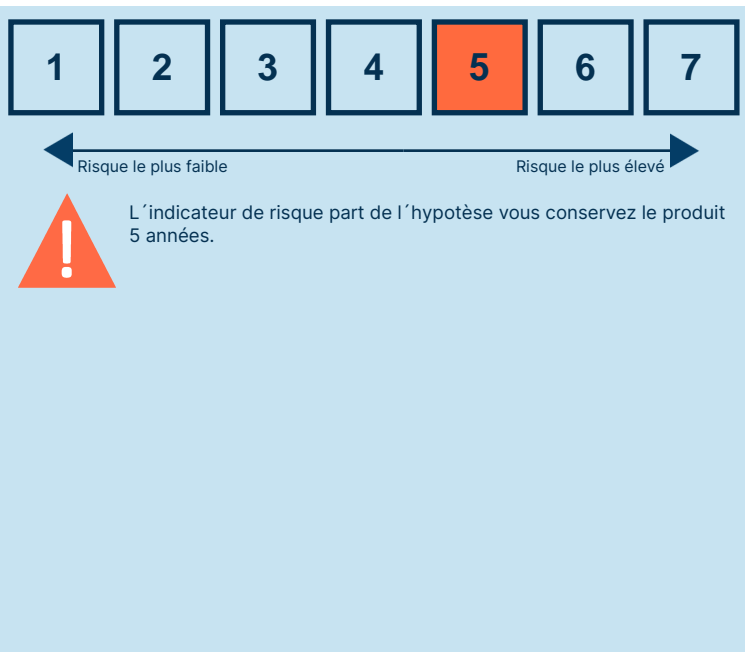 1 2 3 4 5 6 7
Risque le plus faible Risque le plus élevé
L´indicateur de risque part de l´hypotèse vous conservez le produit
5 années.